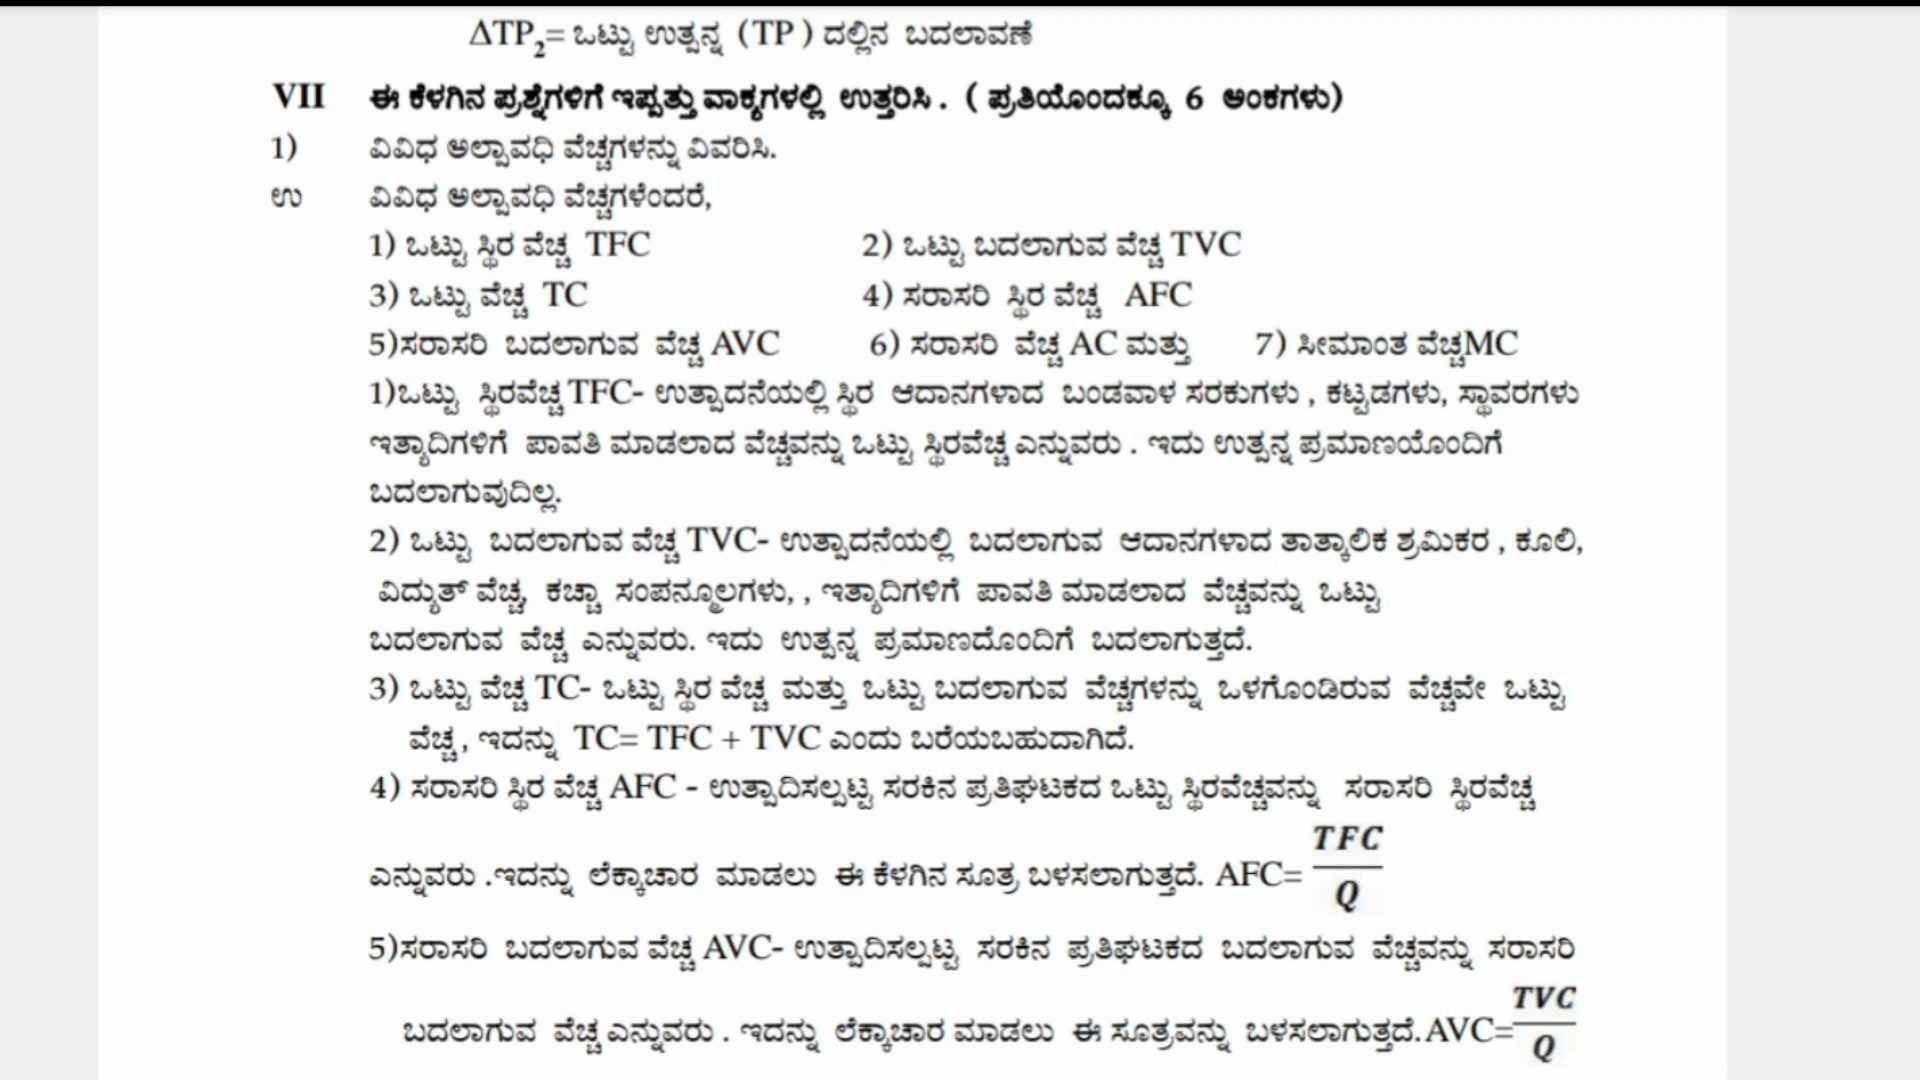 ΔTP₂= ಒಟ್ಟು ಉತ್ಪನ್ನ (TP ) ದಲ್ಲಿನ ಬದಲಾವಣೆ
VII ಈ ಕೆಳಗಿನ ಪ್ರಶ್ನೆಗಳಿಗೆ ಇಪ್ಪತ್ತು ವಾಕ್ಯಗಳಲ್ಲಿ ಉತ್ತರಿಸಿ . ( ಪ್ರತಿಯೊಂದಕ್ಕೂ 6 ಅಂಕಗಳು)
1) ವಿವಿಧ ಅಲ್ಪಾವಧಿ ವೆಚ್ಚಗಳನ್ನು ವಿವರಿಸಿ.
ಉ ವಿವಿಧ ಅಲ್ಪಾವಧಿ ವೆಚ್ಚಗಳೆಂದರೆ,
1) ಒಟ್ಟು ಸ್ಥಿರ ವೆಚ್ಚ TFC 2) ಒಟ್ಟು ಬದಲಾಗುವ ವೆಚ್ಚ TVC
3) ಒಟ್ಟು ವೆಚ್ಚ TC 4) ಸರಾಸರಿ ಸ್ಥಿರ ವೆಚ್ಚ AFC
5)ಸರಾಸರಿ ಬದಲಾಗುವ ವೆಚ್ಚ AVC 6) ಸರಾಸರಿ ವೆಚ್ಚ AC ಮತ್ತು 7) ಸೀಮಾಂತ ವೆಚ್ಚMC
1)ಒಟ್ಟು ಸ್ಥಿರವೆಚ್ಚ TFC- ಉತ್ಪಾದನೆಯಲ್ಲಿ ಸ್ಥಿರ ಆದಾನಗಳಾದ ಬಂಡವಾಳ ಸರಕುಗಳು , ಕಟ್ಟಡಗಳು, ಸ್ಥಾವರಗಳು
ಇತ್ಯಾದಿಗಳಿಗೆ ಪಾವತಿ ಮಾಡಲಾದ ವೆಚ್ಚವನ್ನು ಒಟ್ಟು ಸ್ಥಿರವೆಚ್ಚ ಎನ್ನುವರು . ಇದು ಉತ್ಪನ್ನ ಪ್ರಮಾಣಯೊಂದಿಗೆ
ಬದಲಾಗುವುದಿಲ್ಲ.
2) ಒಟ್ಟು ಬದಲಾಗುವ ವೆಚ್ಚ TVC- ಉತ್ಪಾದನೆಯಲ್ಲಿ ಬದಲಾಗುವ ಆದಾನಗಳಾದ ತಾತ್ಕಾಲಿಕ ಶ್ರಮಿಕರ , ಕೂಲಿ,
ವಿದ್ಯುತ್ ವೆಚ್ಚ, ಕಚ್ಚಾ ಸಂಪನ್ಮೂಲಗಳು, , ಇತ್ಯಾದಿಗಳಿಗೆ ಪಾವತಿ ಮಾಡಲಾದ ವೆಚ್ಚವನ್ನು ಒಟ್ಟು
ಬದಲಾಗುವ ವೆಚ್ಚ ಎನ್ನುವರು. ಇದು ಉತ್ಪನ್ನ ಪ್ರಮಾಣದೊಂದಿಗೆ ಬದಲಾಗುತ್ತದೆ.
3) ಒಟ್ಟು ವೆಚ್ಚ TC- ಒಟ್ಟು ಸ್ಥಿರ ವೆಚ್ಚ ಮತ್ತು ಒಟ್ಟು ಬದಲಾಗುವ ವೆಚ್ಚಗಳನ್ನು ಒಳಗೊಂಡಿರುವ ವೆಚ್ಚವೇ ಒಟ್ಟು
ವೆಚ್ಚ , ಇದನ್ನು TC= TFC + TVC ಎಂದು ಬರೆಯಬಹುದಾಗಿದೆ.
4) ಸರಾಸರಿ ಸ್ಥಿರ ವೆಚ್ಚ AFC - ಉತ್ಪಾದಿಸಲ್ಪಟ್ಟ ಸರಕಿನ ಪ್ರತಿಘಟಕದ ಒಟ್ಟು ಸ್ಥಿರವೆಚ್ಚವನ್ನು ಸರಾಸರಿ ಸ್ಥಿರವೆಚ್ಚ
ಎನ್ನುವರು .ಇದನ್ನು ಲೆಕ್ಕಾಚಾರ ಮಾಡಲು ಈ ಕೆಳಗಿನ ಸೂತ್ರ ಬಳಸಲಾಗುತ್ತದೆ. AFC= TFC/Q
5)ಸರಾಸರಿ ಬದಲಾಗುವ ವೆಚ್ಚ AVC- ಉತ್ಪಾದಿಸಲ್ಪಟ್ಟ ಸರಕಿನ ಪ್ರತಿಘಟಕದ ಬದಲಾಗುವ ವೆಚ್ಚವನ್ನು ಸರಾಸರಿ
ಬದಲಾಗುವ ವೆಚ್ಚ ಎನ್ನುವರು . ಇದನ್ನು ಲೆಕ್ಕಾಚಾರ ಮಾಡಲು ಈ ಸೂತ್ರವನ್ನು ಬಳಸಲಾಗುತ್ತದೆ. AVC= TVC/Q